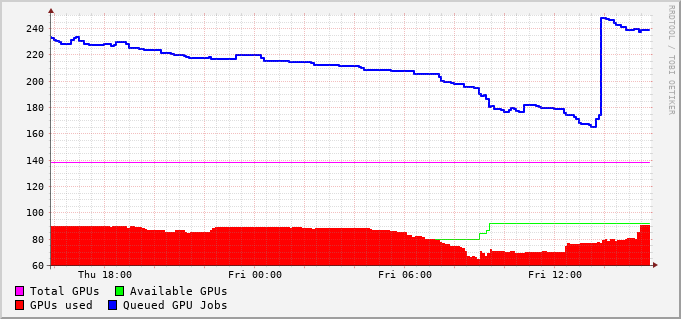 240
220
200
180
160
140
120
100
80
60
Thu 18:00 Fri 00:00 Fri 06:00 Fri 12:00
Total GPUs Available GPUs
GPUs used Queued GPU Jobs
RRDTOOL / TOBI OETIKER